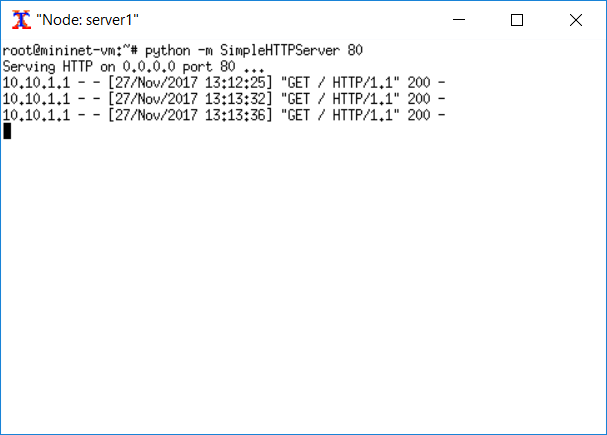 "Node: server1"
root@mininet-vm:~# python -m SimpleHTTPServer 80
Serving HTTP on 0.0.0.0 port 80 ...
10.10.1.1 - - [27/Nov/2017 13:12:25] "GET / HTTP/1.1" 200 -
10.10.1.1 - - [27/Nov/2017 13:13:32] "GET / HTTP/1.1" 200 -
10.10.1.1 - - [27/Nov/2017 13:13:36] "GET / HTTP/1.1" 200 -